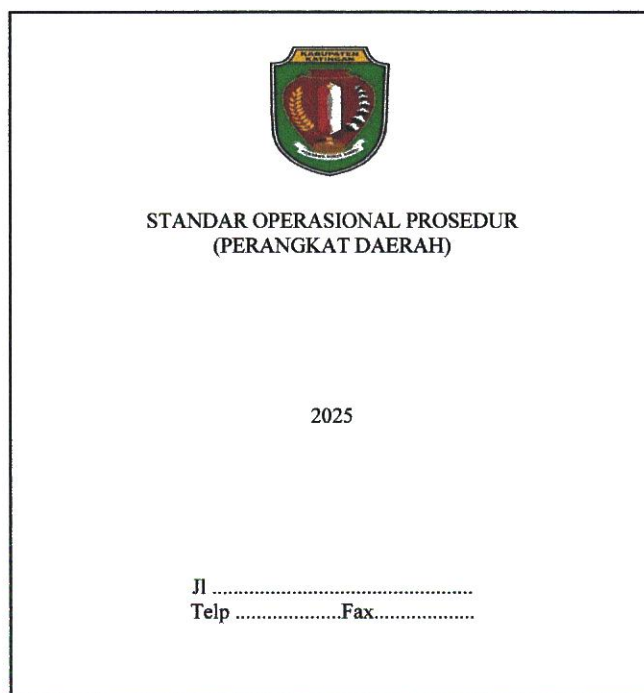 KABUPATEN
KATINGAN
STANDAR OPERASIONAL PROSEDUR
(PERANGKAT DAERAH)
2025
Jl .................................................
Telp ....................Fax...................